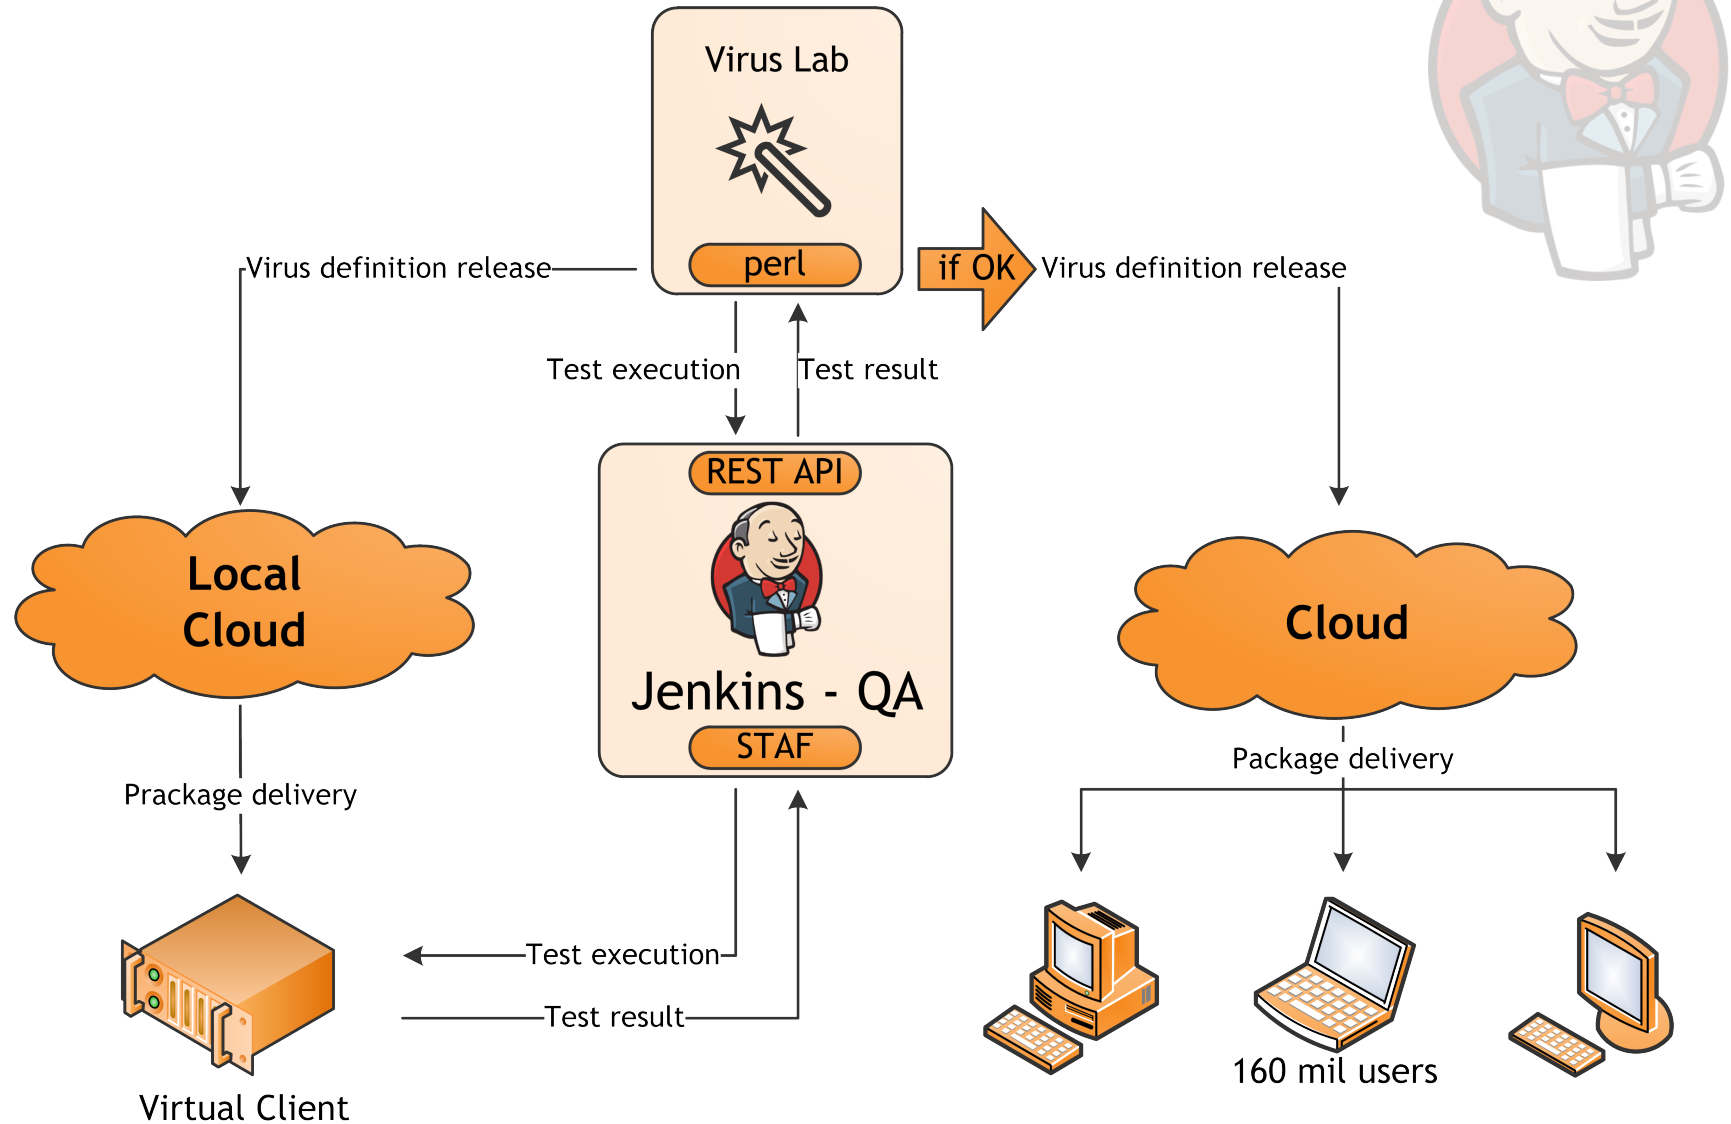 Virus Lab
perl
Virus definition release
if OK
Virus definition release
Test execution
Test result
REST API
Jenkins - QA
STAF
Local
Cloud
Cloud
Prackage delivery
Package delivery
Test execution
Test result
Virtual Client
160 mil users